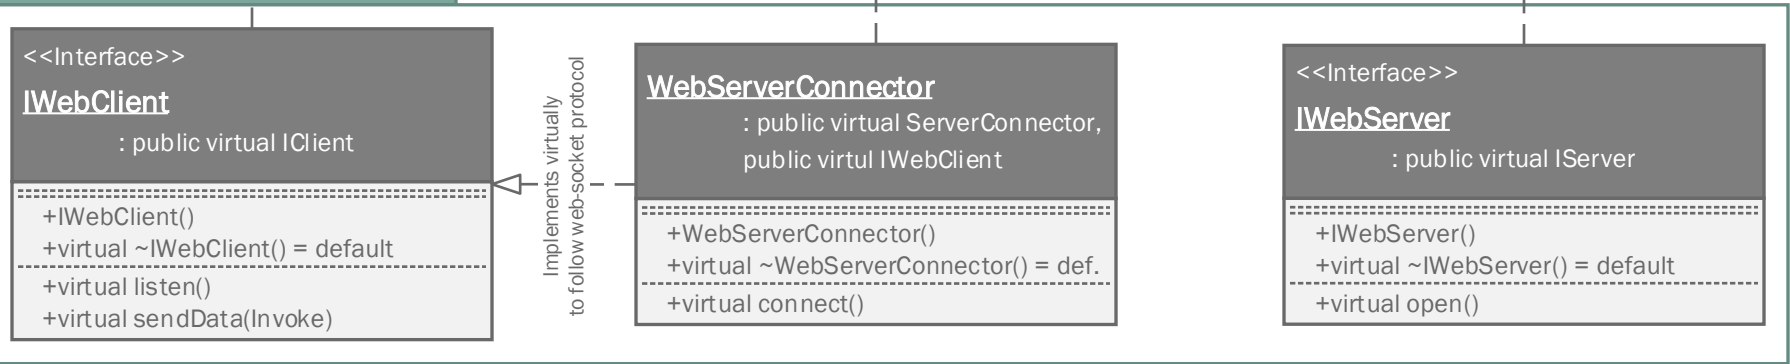 <<Interface>>
IWebClient
: public virtual IClient
+IWebClient()
+virtual ~IWebClient() = default
+virtual listen()
+virtual sendData(Invoke)
Implements virtually
to follow web-socket protocol
WebServerConnector
: public virtual ServerConnector,
public virtul IWebClient
+WebServerConnector()
+virtual ~WebServerConnector() = def.
+virtual connect()
<<Interface>>
IWebServer
: public virtual IServer
+IWebServer()
+virtual ~IWebServer() = default
+virtual open()